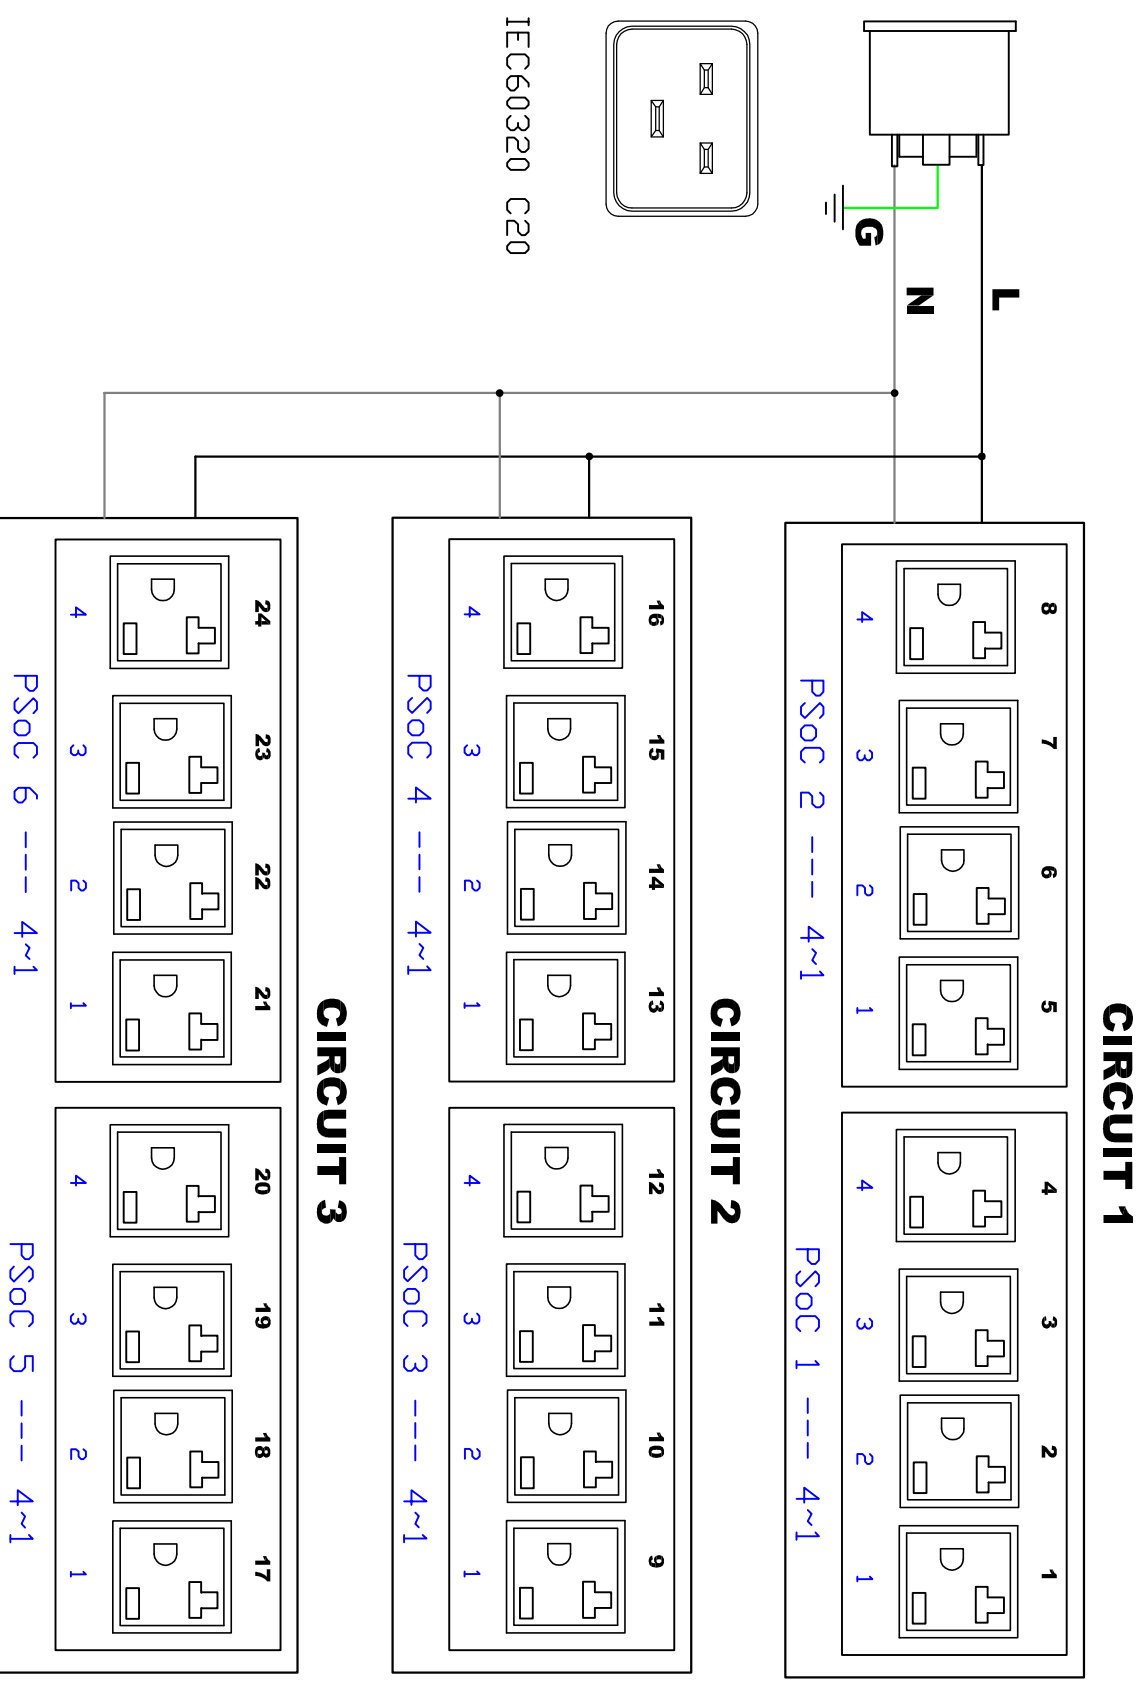 CIRCUIT 1
L
N
G
8 7 6 5 4 3 2 1
4 3 2 1 4 3 2 1
PSoC 2 --- 4~1 PSoC 1 --- 4~1
CIRCUIT 2
16 15 14 13 12 11 10 9
4 3 2 1 4 3 2 1
PSoC 4 --- 4~1 PSoC 3 --- 4~1
IEC60320 C20
CIRCUIT 3
24 23 22 21 20 19 18 17
4 3 2 1 4 3 2 1
PSoC 6 --- 4~1 PSoC 5 --- 4~1